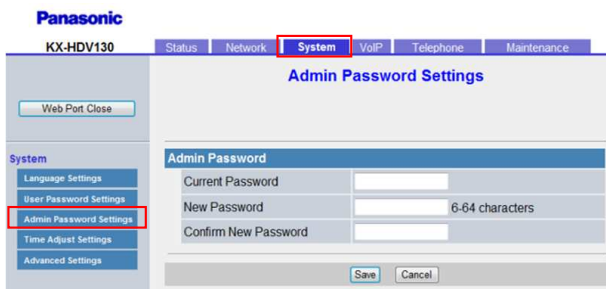 Panasonic
KX-HDV130
Status Network System VoIP Telephone Maintenance
Web Port Close
Admin Password Settings
System
Language Settings
User Password Settings
Admin Password Settings
Time Adjust Settings
Advanced Settings
Admin Password
Current Password
New Password 6-64 characters
Confirm New Password
Save Cancel